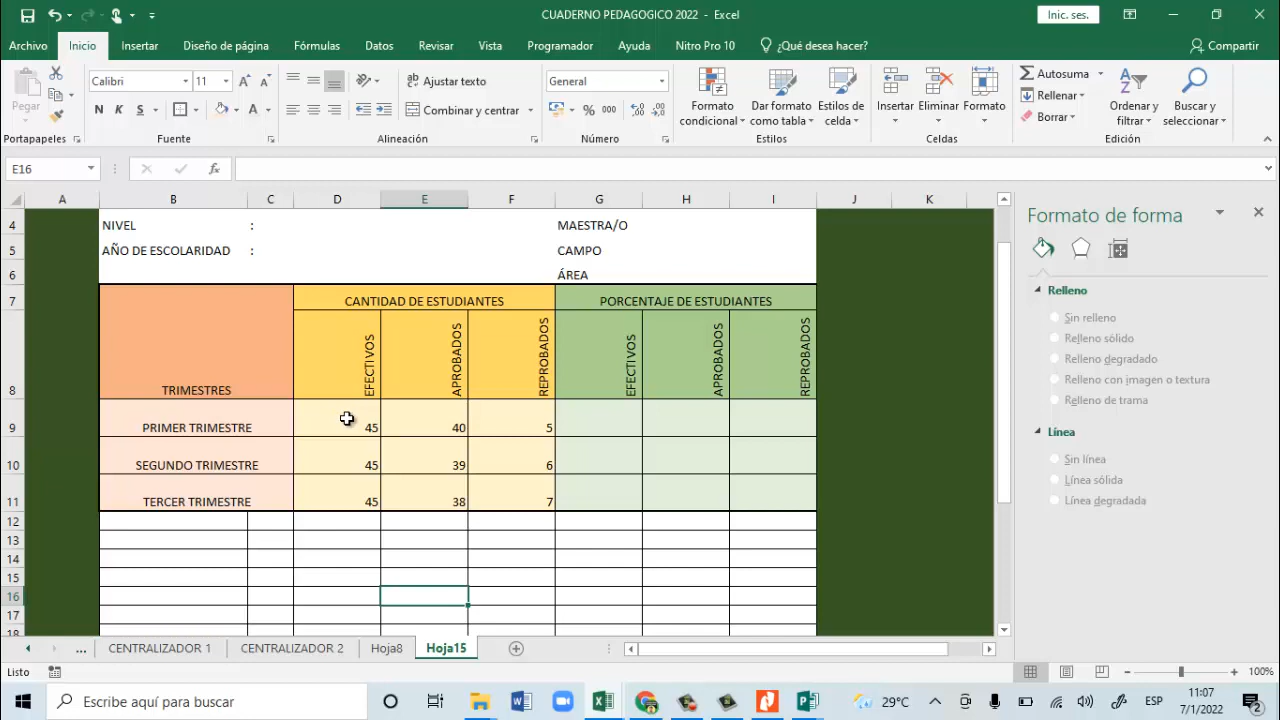 CUADERNO PEDAGOGICO 2022 - Excel
Inic. ses.
Archivo Inicio Insertar Diseño de página Fórmulas Datos Revisar Vista Programador Ayuda Nitro Pro 10 ¿Qué desea hacer? Compartir
Pegar
Calibri 11
N K S
Ajustar texto
Combinar y centrar
General
% 000
Formato condicional
Dar formato como tabla
Estilos de celda
Insertar
Eliminar
Formato
Autosuma
Rellenar
Borrar
Ordenar y filtrar
Buscar y seleccionar
Portapapeles Fuente Alineación Número Estilos Celdas Edición
E16 fx
A B C D E F G H I J K
4 NIVEL : MAESTRA/O
5 AÑO DE ESCOLARIDAD : CAMPO
6 ÁREA
7 CANTIDAD DE ESTUDIANTES PORCENTAJE DE ESTUDIANTES
8 TRIMESTRES EFECTIVOS APROBADOS REPROBADOS EFECTIVOS APROBADOS REPROBADOS
9 PRIMER TRIMESTRE 45 40 5
10 SEGUNDO TRIMESTRE 45 39 6
11 TERCER TRIMESTRE 45 38 7
12
13
14
15
16
17
18
Formato de forma
Relleno
Sin relleno
Relleno sólido
Relleno degradado
Relleno con imagen o textura
Relleno de trama
Línea
Sin línea
Línea sólida
Línea degradada
... CENTRALIZADOR 1 CENTRALIZADOR 2 Hoja8 Hoja15
Listo 100%
Escribe aquí para buscar
29°C
ESP
11:07
7/1/2022
2